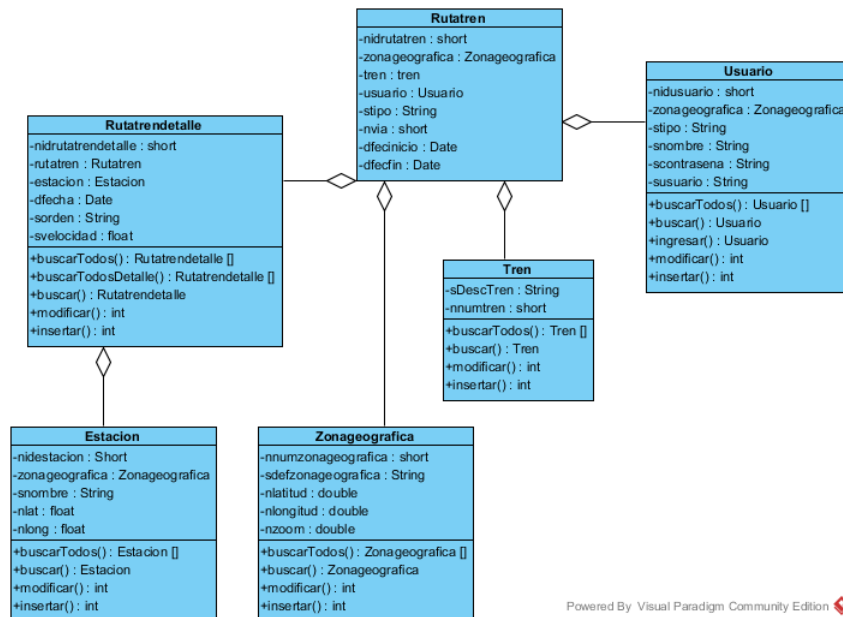 Rutatren
-nidrutatren : short
-zonageografica : Zonageografica
-tren : tren
-usuario : Usuario
-stipo : String
-nvia : short
-dfecinicio : Date
-dfecfin : Date
Usuario
-nidusuario : short
-zonageografica : Zonageografica
-stipo : String
-snombre : String
-scontrasena : String
-susuario : String
+buscarTodos() : Usuario []
+buscar() : Usuario
+ingresar() : Usuario
+modificar() : int
+insertar() : int
Rutatrendetalle
-nidrutatrendetalle : short
-rutatren : Rutatren
-estacion : Estacion
-dfecha : Date
-sorden : String
-svelocidad : float
+buscarTodos() : Rutatrendetalle []
+buscarTodosDetalle() : Rutatrendetalle []
+buscar() : Rutatrendetalle
+modificar() : int
+insertar() : int
Tren
-sDescTren : String
-nnumtren : short
+buscarTodos() : Tren []
+buscar() : Tren
+modificar() : int
+insertar() : int
Estacion
-nidestacion : Short
-zonageografica : Zonageografica
-snombre : String
-nlat : float
-nlong : float
+buscarTodos() : Estacion []
+buscar() : Estacion
+modificar() : int
+insertar() : int
Zonageografica
-nnumzonageografica : short
-sdefzonageografica : String
-nlatitud : double
-nlongitud : double
-nzoom : double
+buscarTodos() : Zonageografica []
+buscar() : Zonageografica
+modificar() : int
+insertar() : int
Powered By Visual Paradigm Community Edition